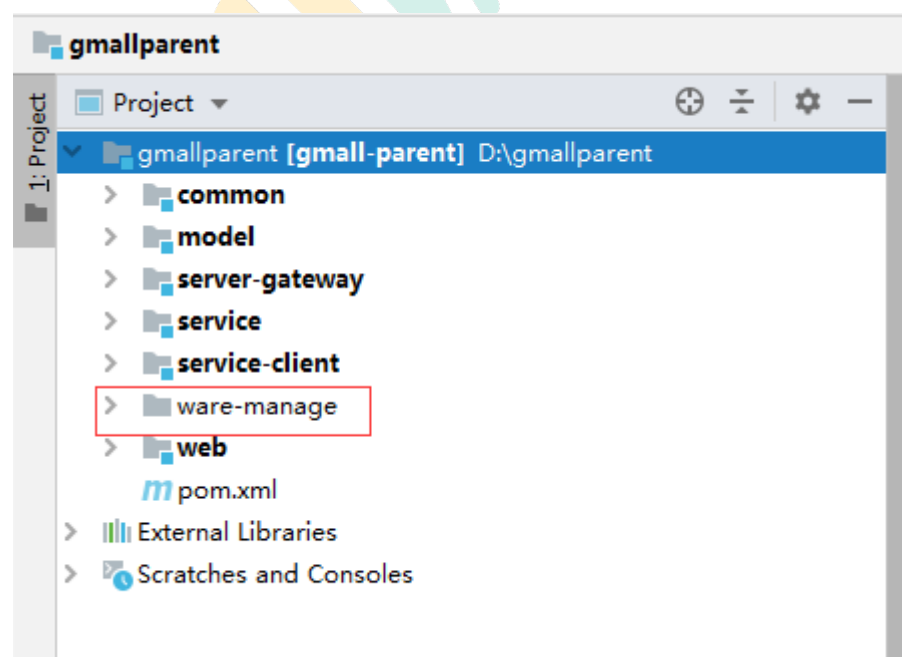 gmallparent
1: Project
Project
gmallparent [gmall-parent] D:\gmallparent
common
model
server-gateway
service
service-client
ware-manage
web
m pom.xml
External Libraries
Scratches and Consoles